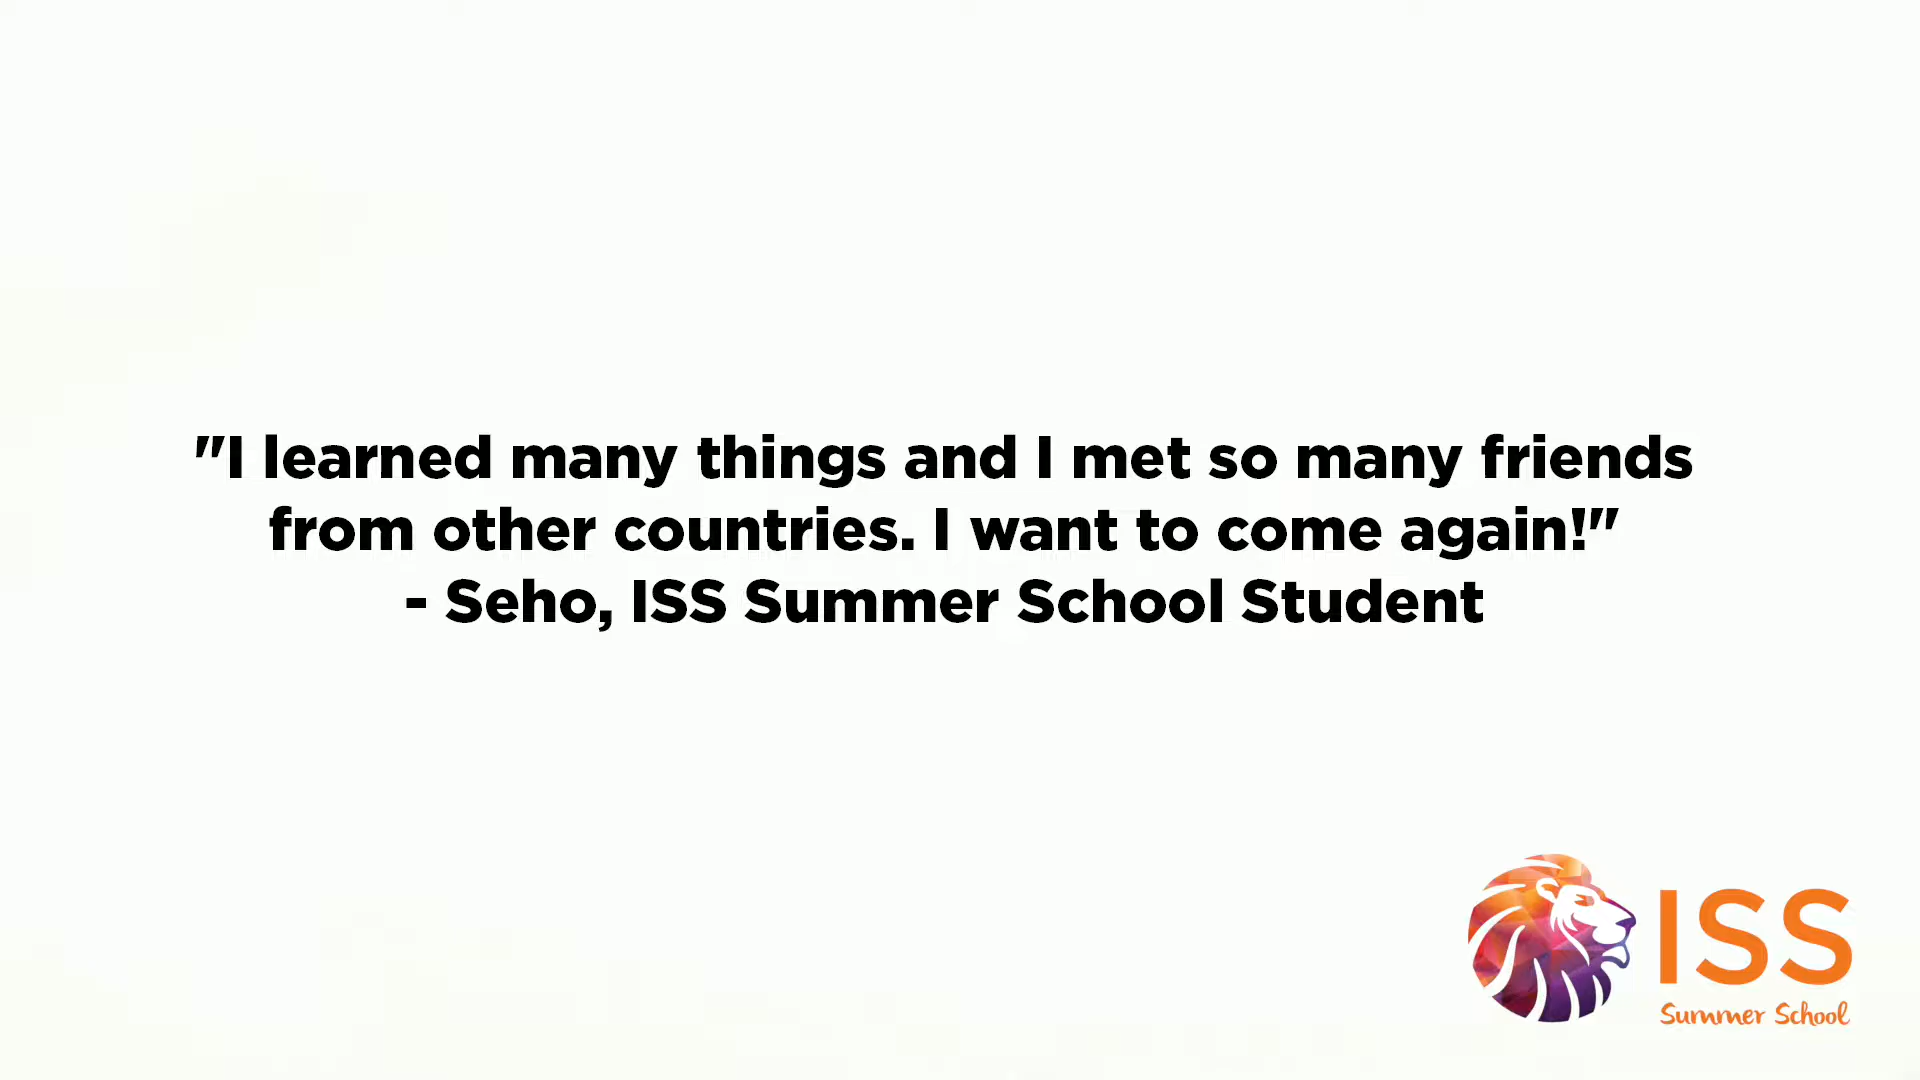 "I learned many things and I met so many friends
from other countries. I want to come again!"
- Seho, ISS Summer School Student
ISS
Summer School